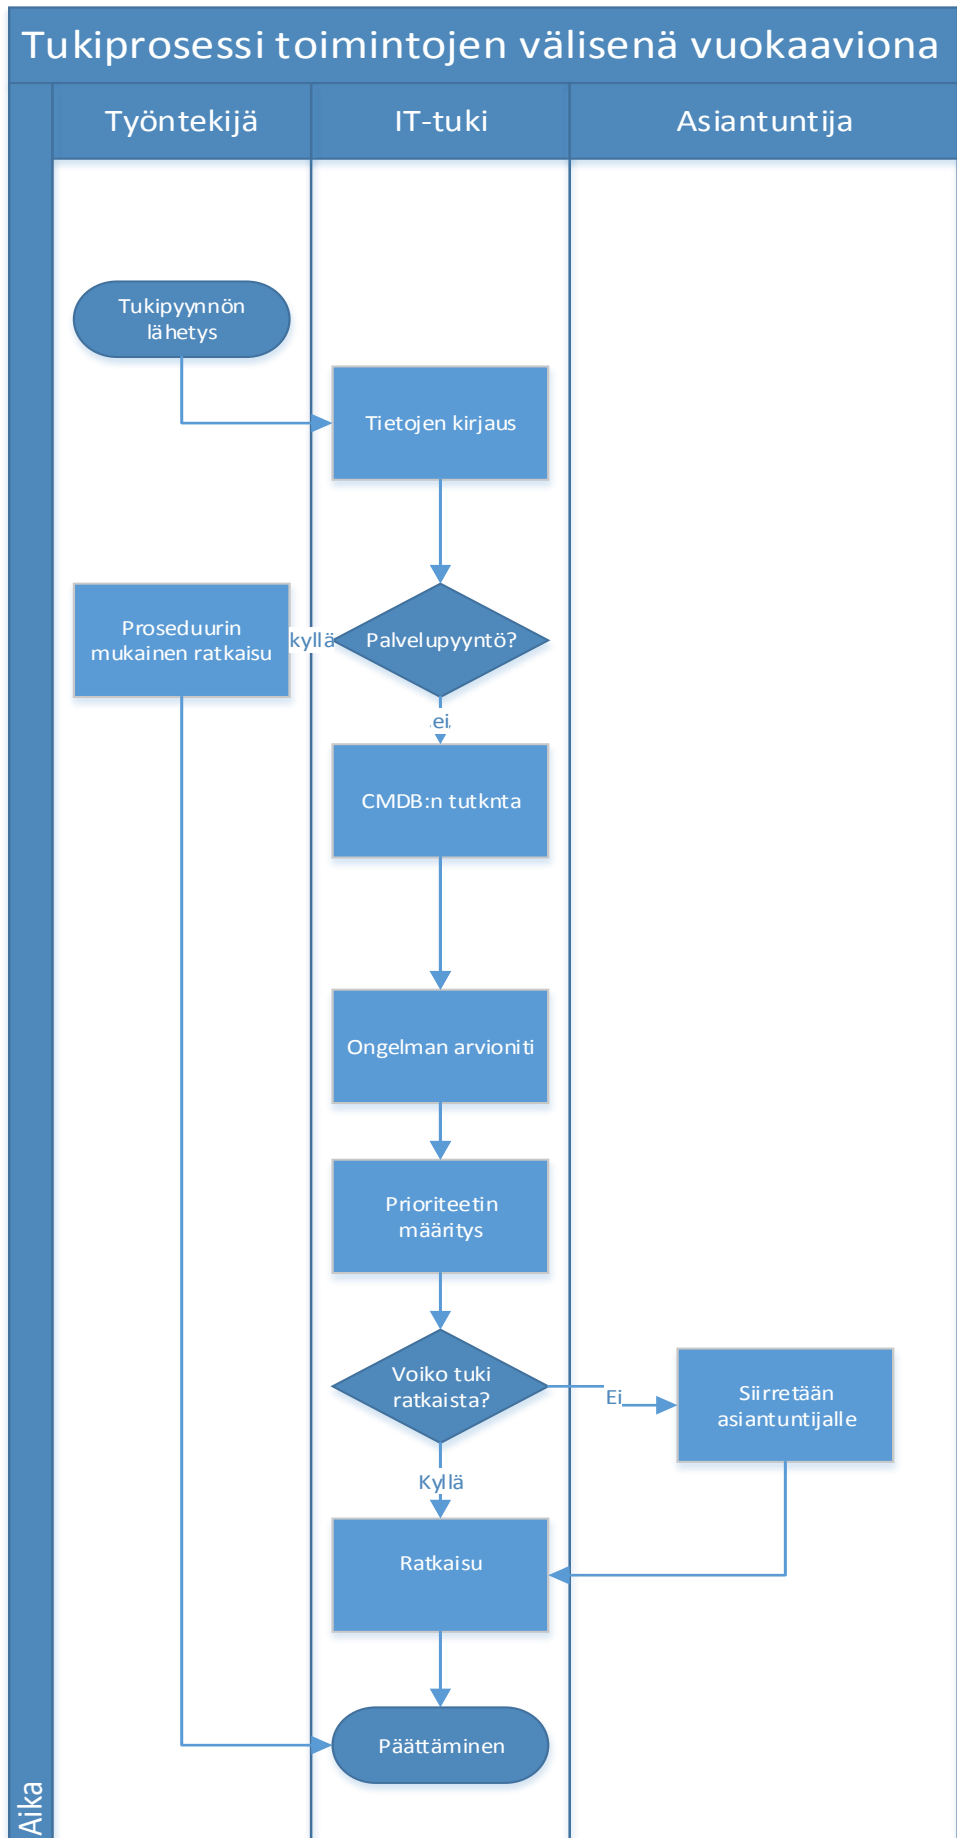 Tukiprosessi toimintojen välisenä vuokaaviona
Työntekijä
IT-tuki
Asiantuntija
Tukipyynnön
lähetys
Tietojen kirjaus
Proseduurin
mukainen ratkaisu
kyllä
Palvelupyyntö?
ei
CMDB:n tutknta
Ongelman arvioniti
Prioriteetin
määritys
Voiko tuki
ratkaista?
Ei
Siirretään
asiantuntijalle
Kyllä
Ratkaisu
Päättäminen
Aika